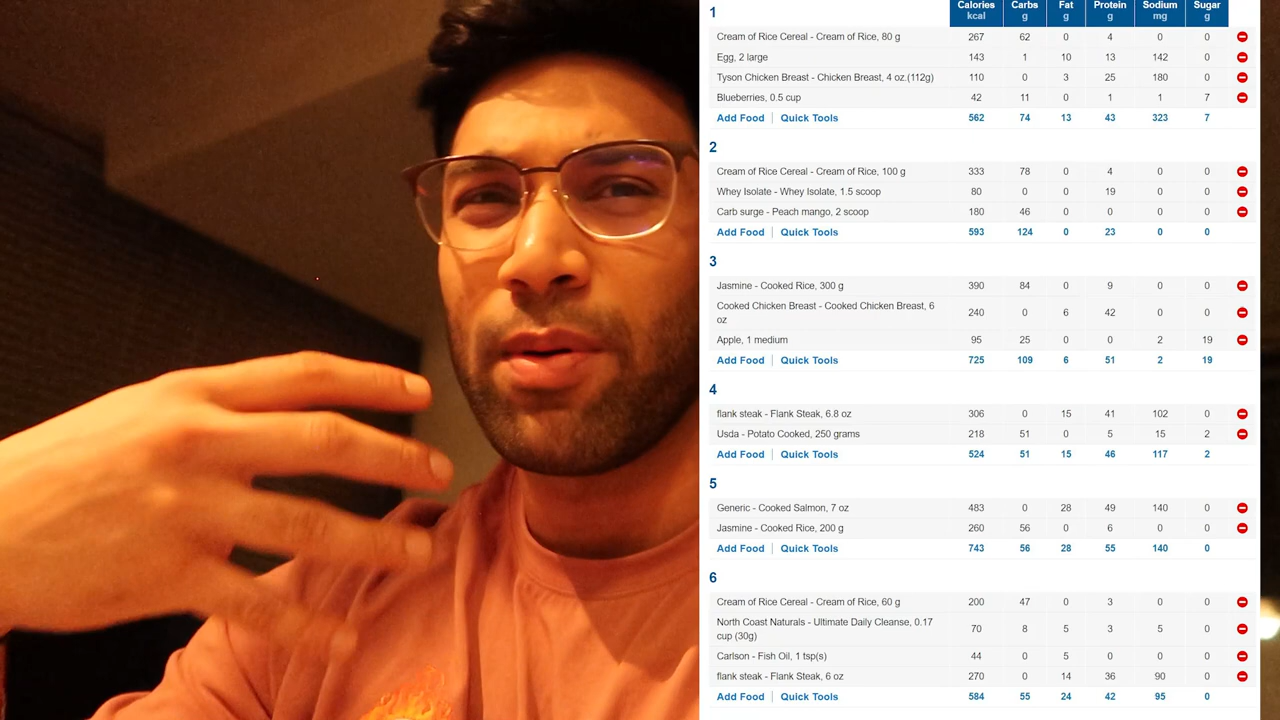 Calories Carbs Fat Protein Sodium Sugar
1 kcal g g g mg g
Cream of Rice Cereal - Cream of Rice, 80 g 267 62 0 4 0 0
Egg, 2 large 143 1 10 13 142 0
Tyson Chicken Breast - Chicken Breast, 4 oz.(112g) 110 0 3 25 180 0
Blueberries, 0.5 cup 42 11 0 1 1 7
Add Food | Quick Tools 562 74 13 43 323 7
2
Cream of Rice Cereal - Cream of Rice, 100 g 333 78 0 4 0 0
Whey Isolate - Whey Isolate, 1.5 scoop 80 0 0 19 0 0
Carb surge - Peach mango, 2 scoop 180 46 0 0 0 0
Add Food | Quick Tools 593 124 0 23 0 0
3
Jasmine - Cooked Rice, 300 g 390 84 0 9 0 0
Cooked Chicken Breast - Cooked Chicken Breast, 6
oz 240 0 6 42 0 0
Apple, 1 medium 95 25 0 0 2 19
Add Food | Quick Tools 725 109 6 51 2 19
4
flank steak - Flank Steak, 6.8 oz 306 0 15 41 102 0
Usda - Potato Cooked, 250 grams 218 51 0 5 15 2
Add Food | Quick Tools 524 51 15 46 117 2
5
Generic - Cooked Salmon, 7 oz 483 0 28 49 140 0
Jasmine - Cooked Rice, 200 g 260 56 0 6 0 0
Add Food | Quick Tools 743 56 28 55 140 0
6
Cream of Rice Cereal - Cream of Rice, 60 g 200 47 0 3 0 0
North Coast Naturals - Ultimate Daily Cleanse, 0.17
cup (30g) 70 8 5 3 5 0
Carlson - Fish Oil, 1 tsp(s) 44 0 5 0 0 0
flank steak - Flank Steak, 6 oz 270 0 14 36 90 0
Add Food | Quick Tools 584 55 24 42 95 0